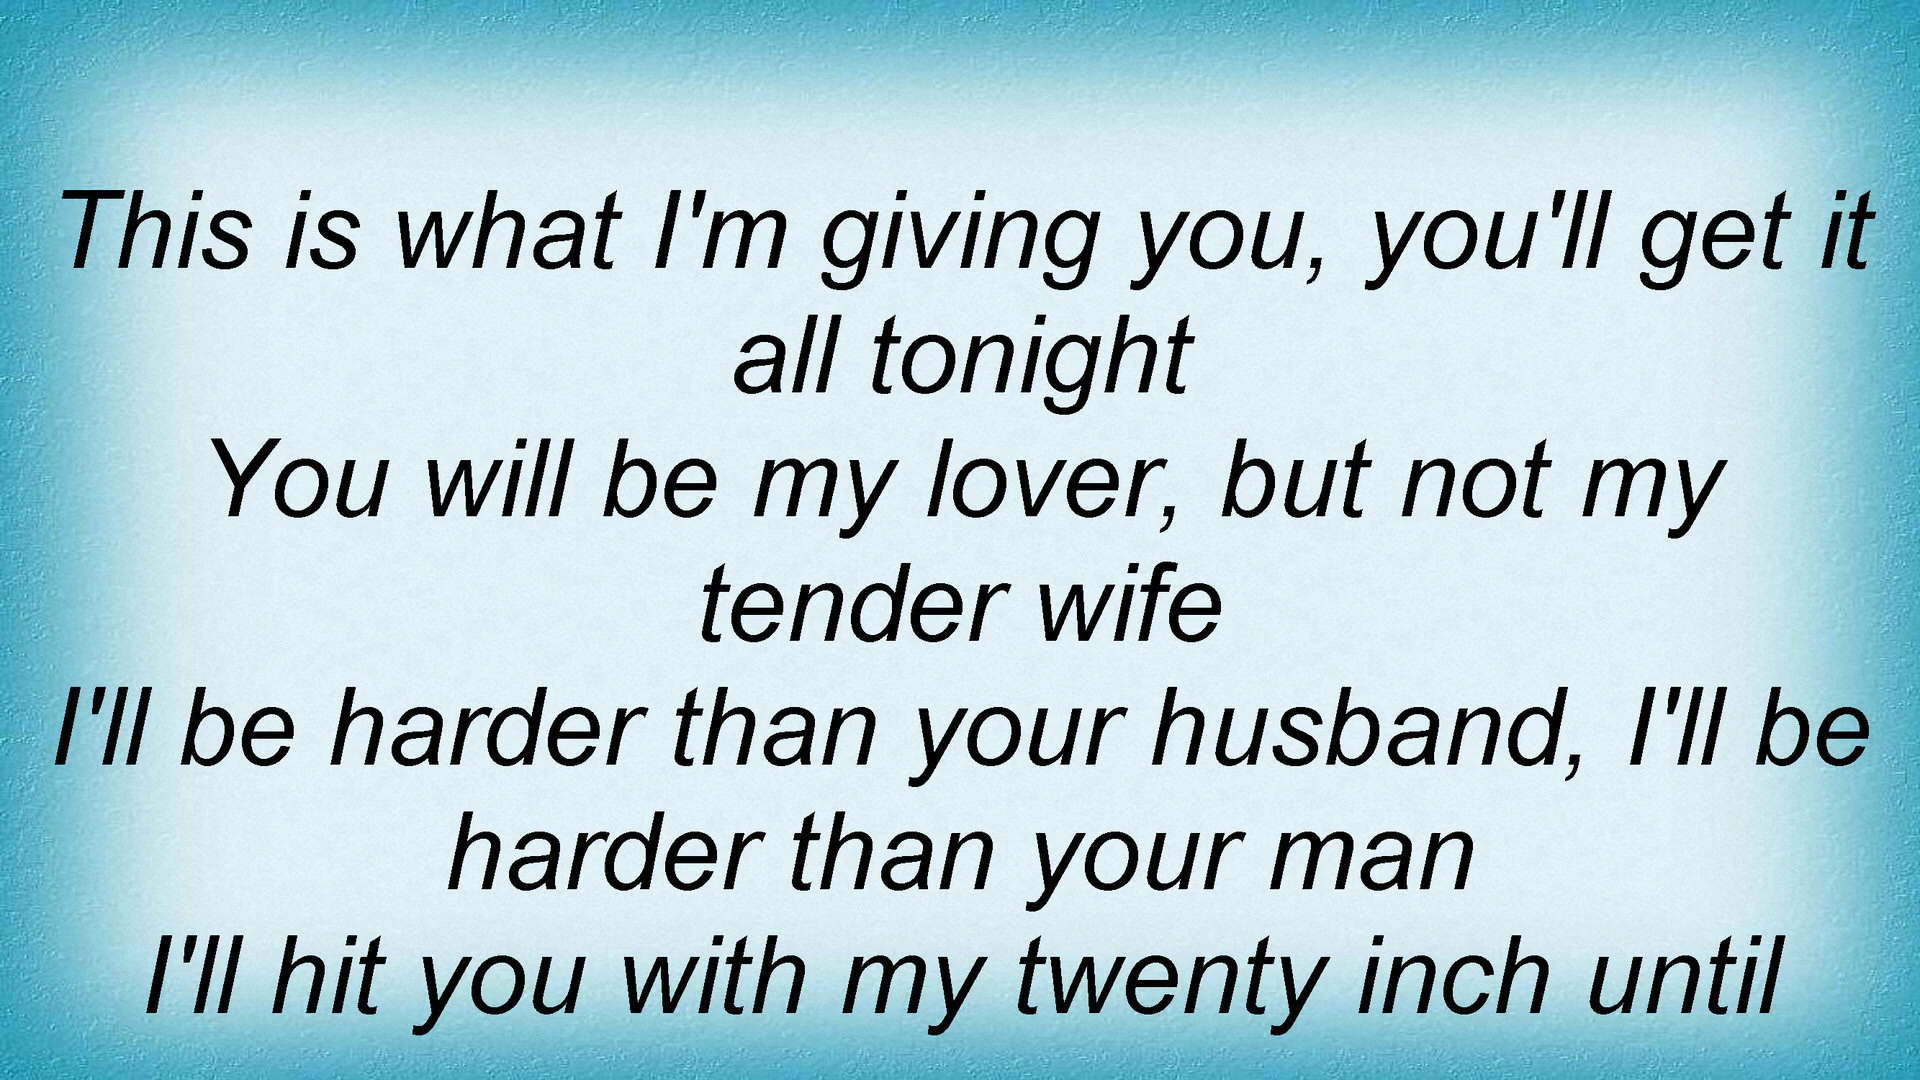 This is what I'm giving you, you'll get it
all tonight
You will be my lover, but not my
tender wife
I'll be harder than your husband, I'll be
harder than your man
I'll hit you with my twenty inch until